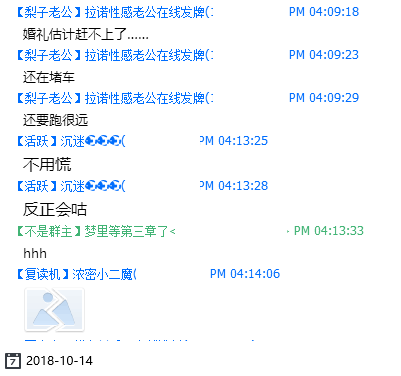 【梨子老公】拉诺性感老公在线发牌( PM 04:09:18
婚礼估计赶不上了......
【梨子老公】拉诺性感老公在线发牌( PM 04:09:23
还在堵车
【梨子老公】拉诺性感老公在线发牌( PM 04:09:29
还要跑很远
【活跃】沉迷( PM 04:13:25
不用慌
【活跃】沉迷( PM 04:13:28
反正会咕
【不是群主】梦里等第三章了< PM 04:13:33
hhh
【复读机】浓密小二魔( PM 04:14:06
7 2018-10-14